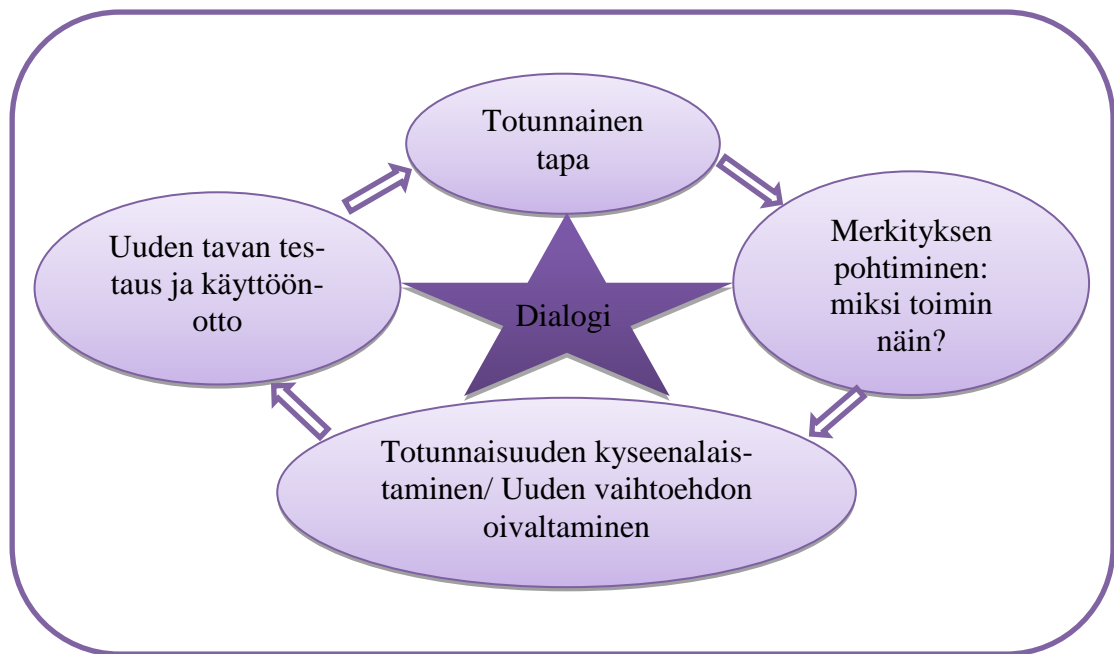 Totunnainen
tapa
Merkityksen
pohtiminen:
miksi toimin
näin?
Totunnaisuuden kyseenalais-
taminen/ Uuden vaihtoehdon
oivaltaminen
Uuden tavan tes-
taus ja käyttöön-
otto
Dialogi